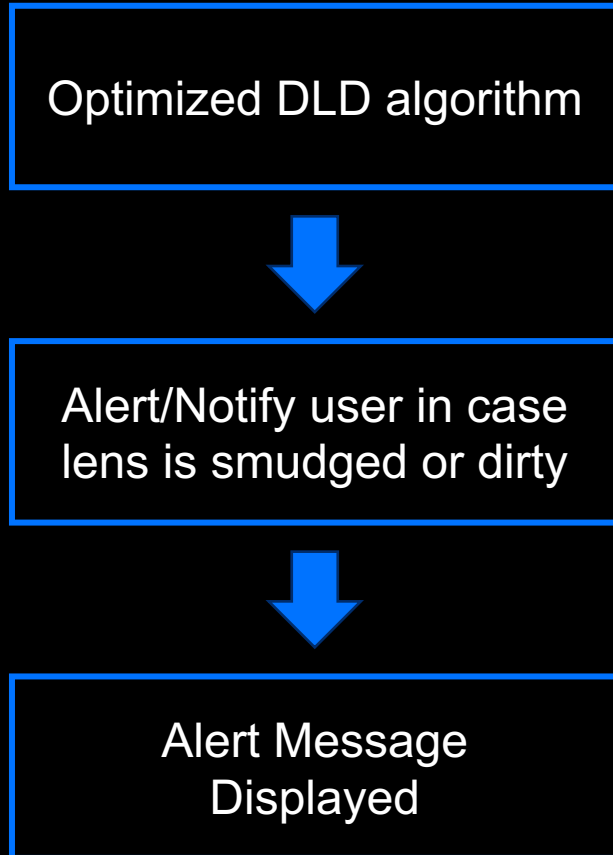 Optimized DLD algorithm
Alert/Notify user in case
lens is smudged or dirty
Alert Message
Displayed